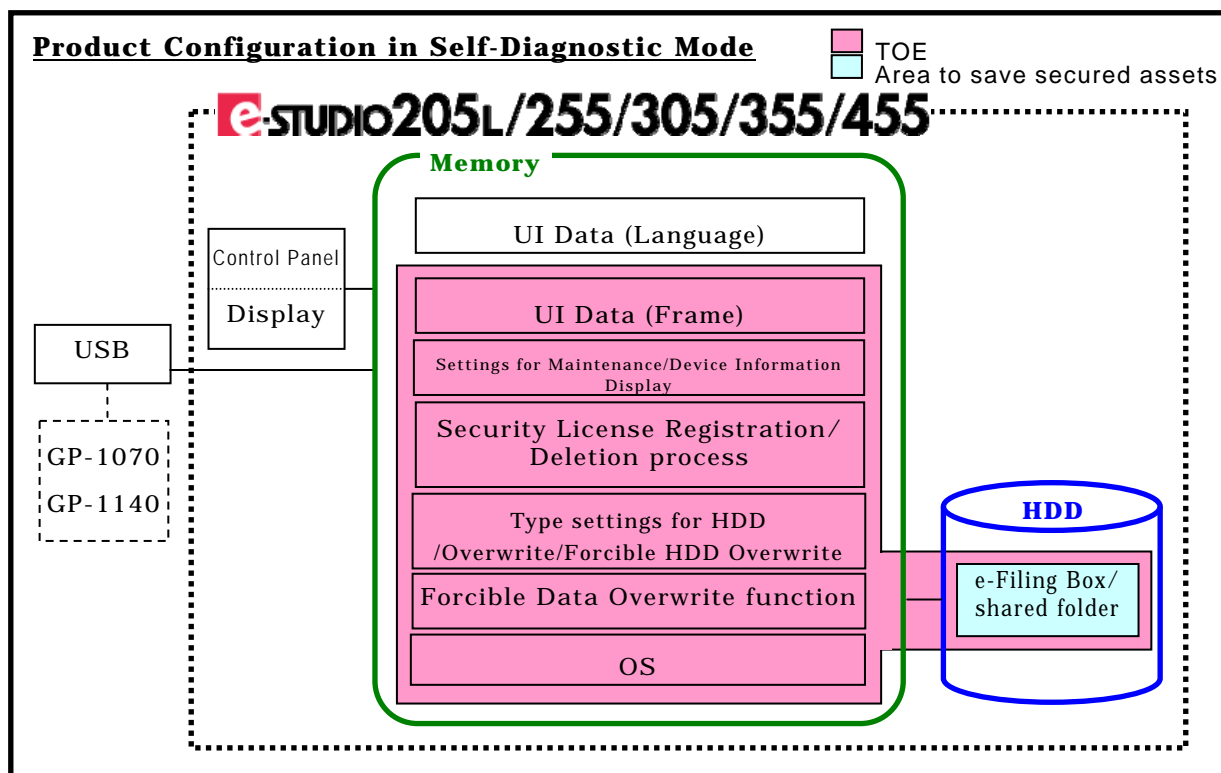 Product Configuration in Self-Diagnostic Mode
TOE
Area to save secured assets
e-STUDIO205L/255/305/355/455
Memory
UI Data (Language)
Control Panel
Display
UI Data (Frame)
USB
Settings for Maintenance/Device Information
Display
Security License Registration/
Deletion process
GP-1070
GP-1140
Type settings for HDD
/Overwrite/Forcible HDD Overwrite
HDD
e-Filing Box/
shared folder
Forcible Data Overwrite function
OS